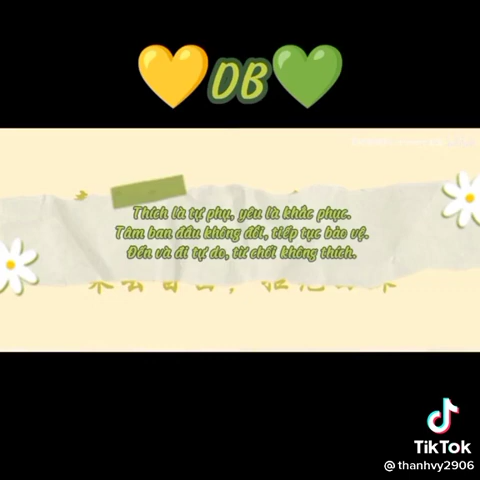 💛DB💚
Thích là tự phụ, yêu là khắc phục.
Tâm ban đầu không đổi, tiếp tục bảo vệ.
Đến và đi tự do, từ chối không thích.
TikTok
@thanhvy2906